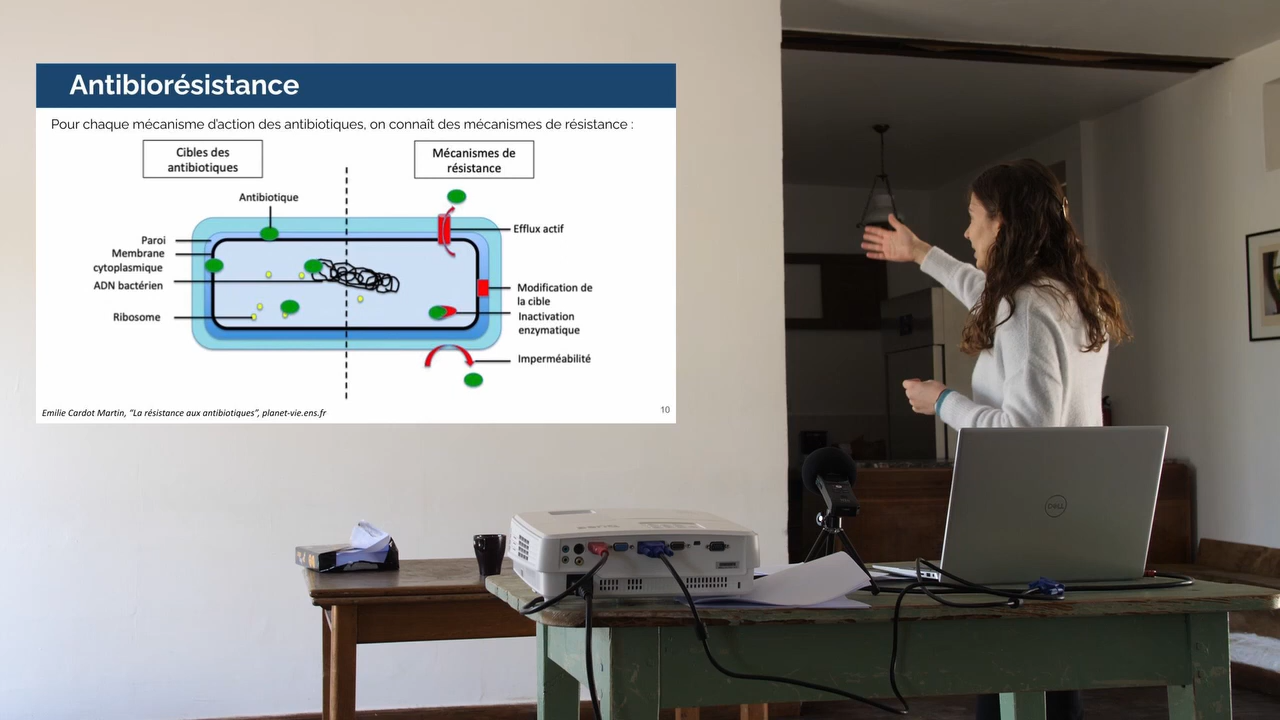 Antibiorésistance
Pour chaque mécanisme d'action des antibiotiques, on connaît des mécanismes de résistance :
Cibles des
antibiotiques
Mécanismes de
résistance
Antibiotique
Paroi
Membrane
cytoplasmique
ADN bactérien
Ribosome
Efflux actif
Modification de
la cible
Inactivation
enzymatique
Imperméabilité
Emilie Cardot Martin, "La résistance aux antibiotiques", planet-vie.ens.fr
10
DELL